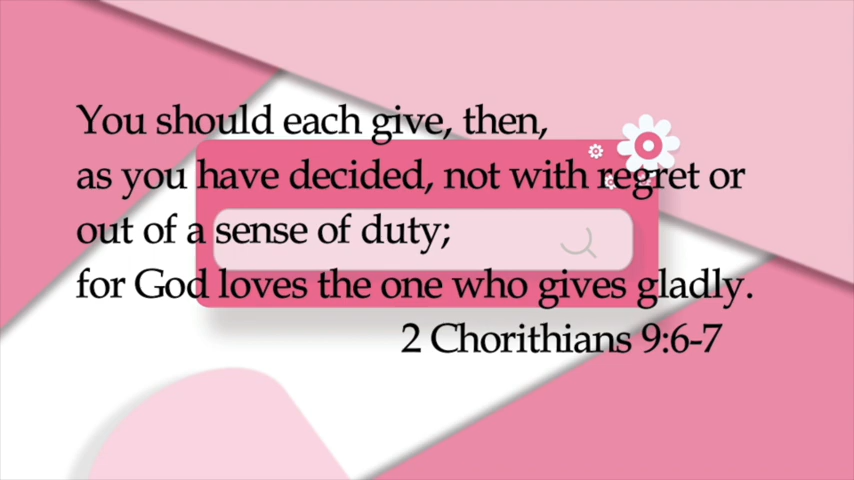 You should each give, then,
as you have decided, not with regret or
out of a sense of duty;
for God loves the one who gives gladly.
2 Chorithians 9:6-7